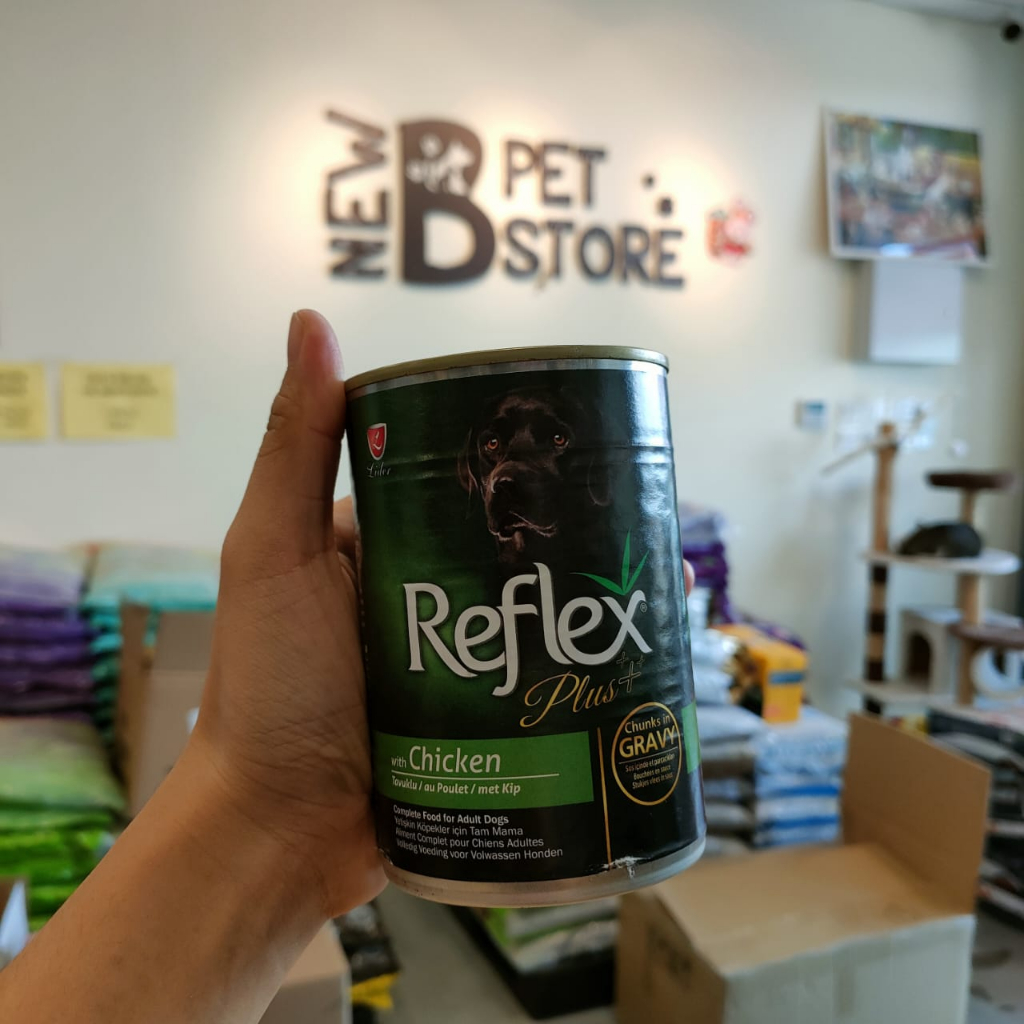 NEW
B
PET
STORE
Lider
Reflex®
Plus+
with Chicken
Tavuklu / au Poulet / met Kip
Chunks in
GRAVY
Complete Food for Adult Dogs
Yetişkin Köpekler için Tam Mama
Aliment Complet pour Chiens Adultes
Volledig Voeding voor Volwassen Honden